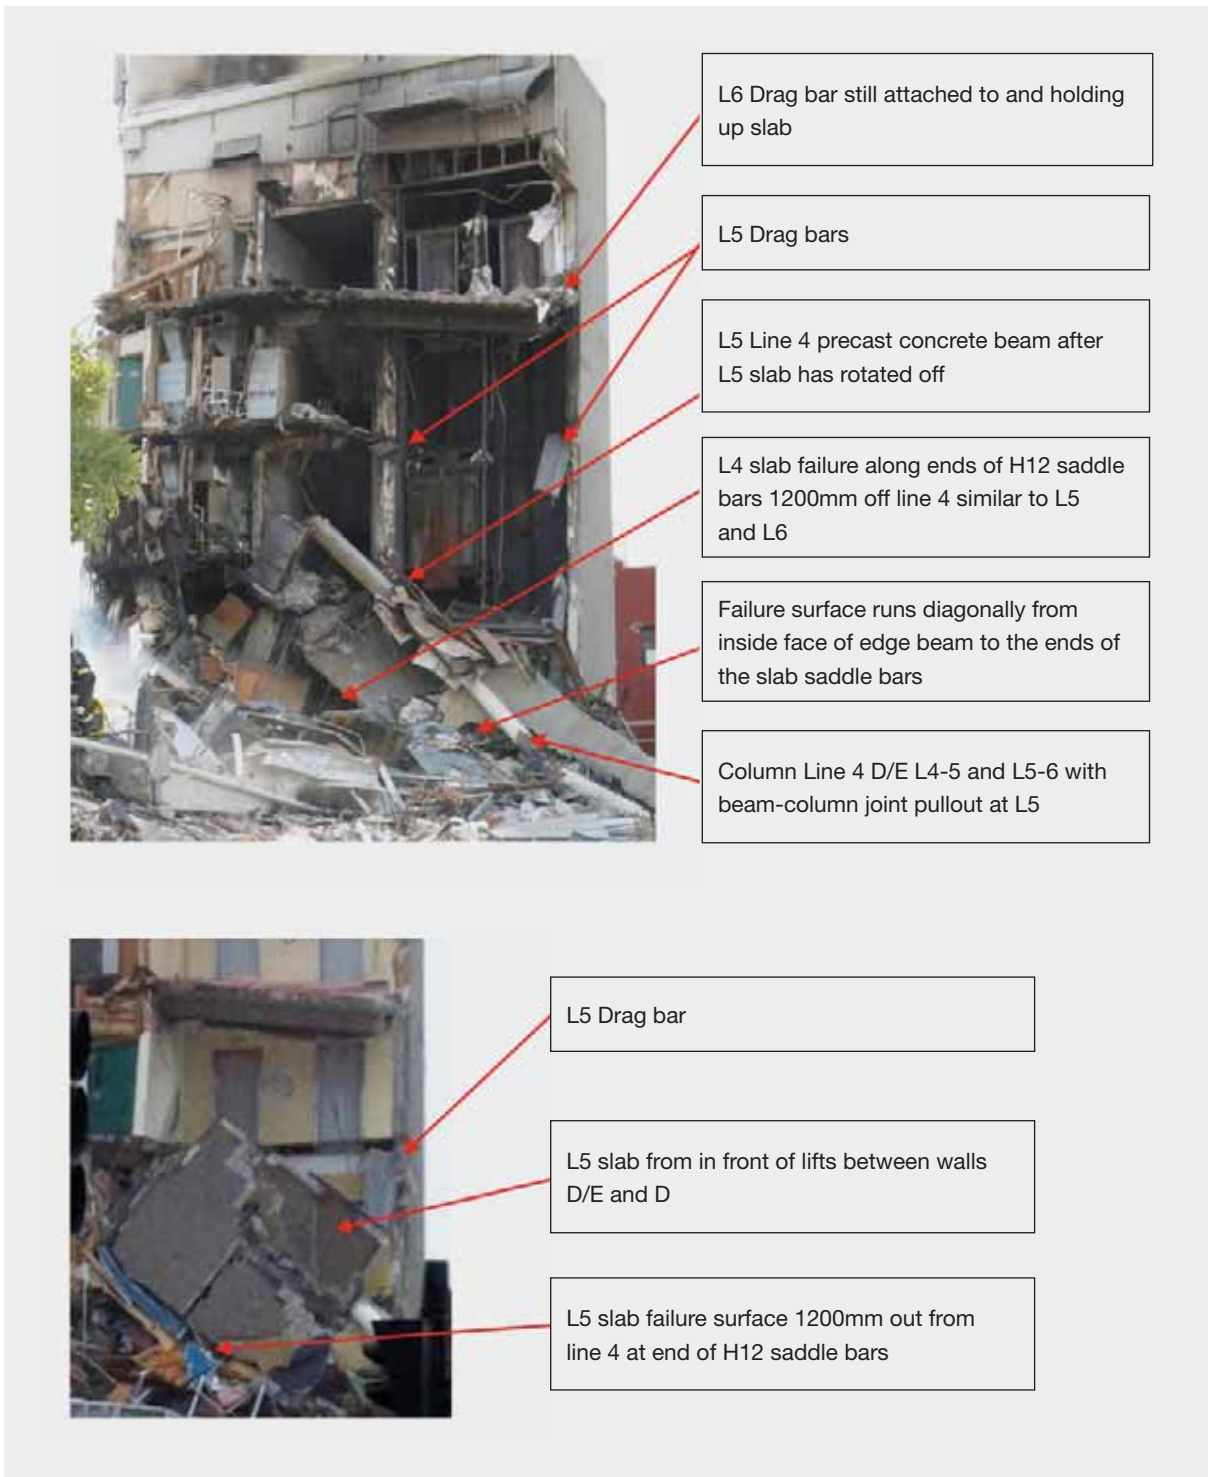 L6 Drag bar still attached to and holding
up slab
L5 Drag bars
L5 Line 4 precast concrete beam after
L5 slab has rotated off
L4 slab failure along ends of H12 saddle
bars 1200mm off line 4 similar to L5
and L6
Failure surface runs diagonally from
inside face of edge beam to the ends of
the slab saddle bars
Column Line 4 D/E L4-5 and L5-6 with
beam-column joint pullout at L5
L5 Drag bar
L5 slab from in front of lifts between walls
D/E and D
L5 slab failure surface 1200mm out from
line 4 at end of H12 saddle bars